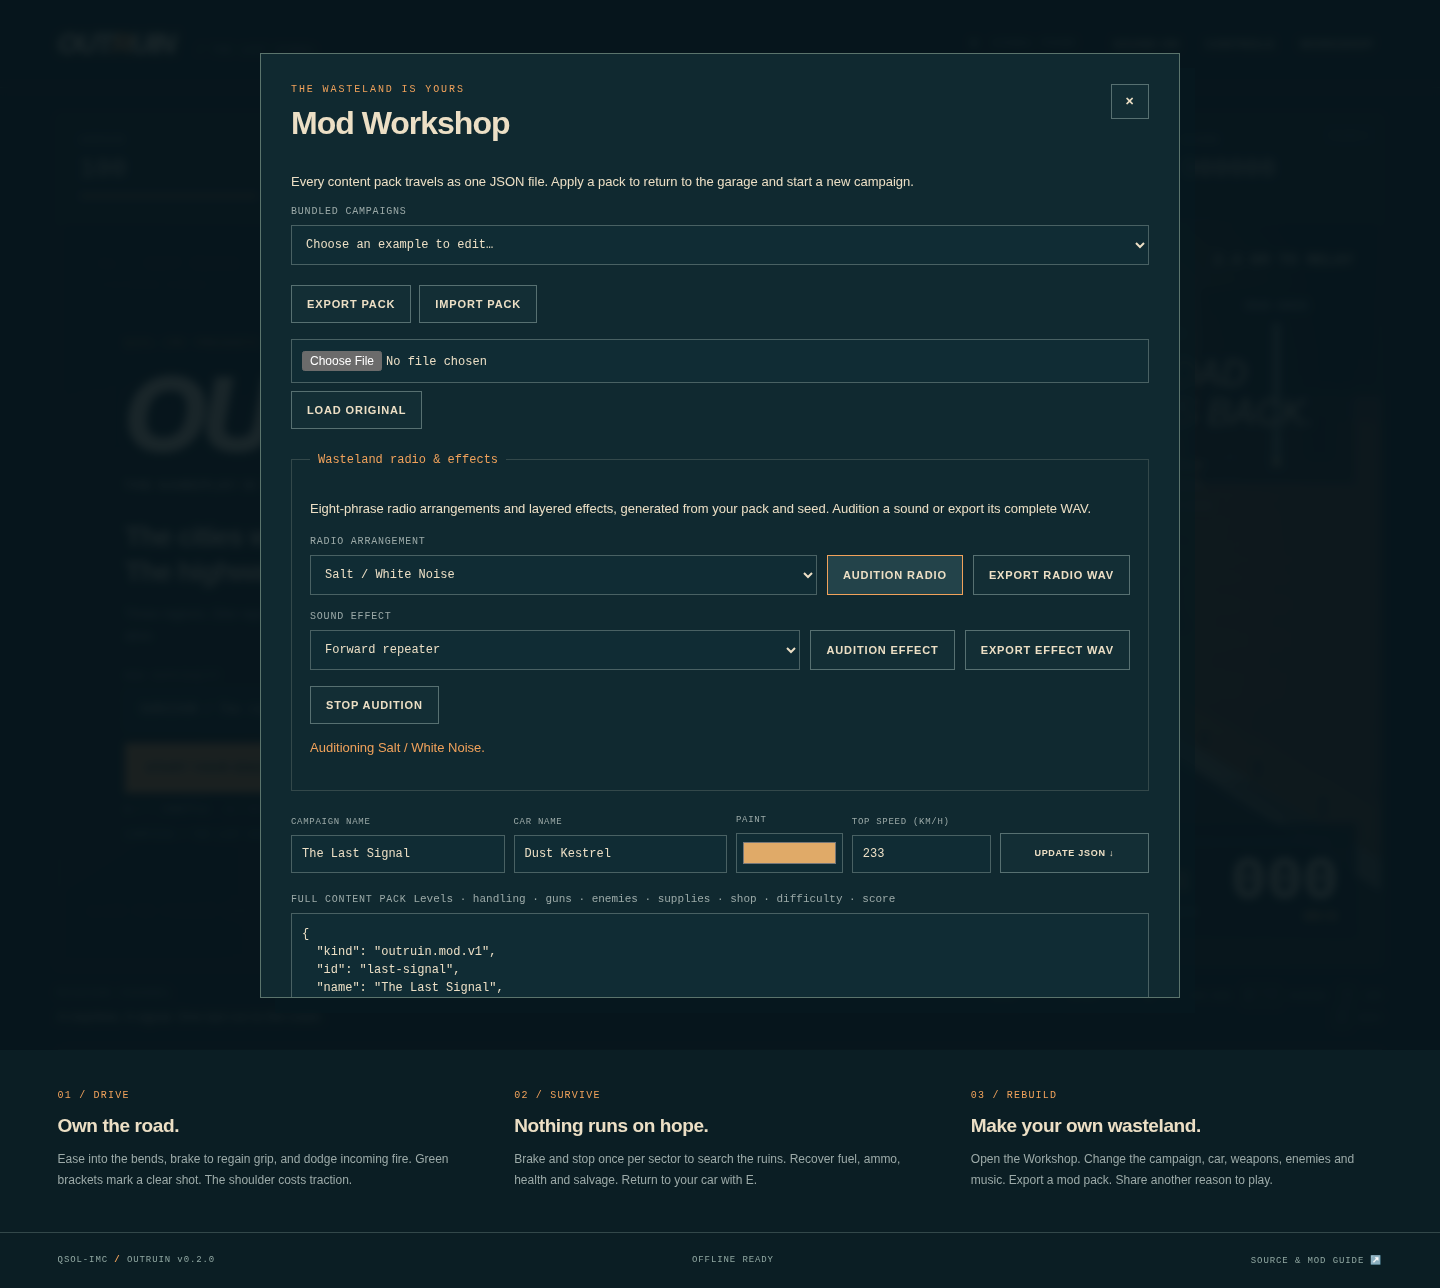 THE WASTELAND IS YOURS
Mod Workshop
×
Every content pack travels as one JSON file. Apply a pack to return to the garage and start a new campaign.
BUNDLED CAMPAIGNS
Choose an example to edit…
EXPORT PACK IMPORT PACK
Choose File No file chosen
LOAD ORIGINAL
Wasteland radio & effects
Eight-phrase radio arrangements and layered effects, generated from your pack and seed. Audition a sound or export its complete WAV.
RADIO ARRANGEMENT
Salt / White Noise AUDITION RADIO EXPORT RADIO WAV
SOUND EFFECT
Forward repeater AUDITION EFFECT EXPORT EFFECT WAV
STOP AUDITION
Auditioning Salt / White Noise.
CAMPAIGN NAME CAR NAME PAINT TOP SPEED (KM/H)
The Last Signal Dust Kestrel 233 UPDATE JSON ↓
FULL CONTENT PACK Levels · handling · guns · enemies · supplies · shop · difficulty · score
{
"kind": "outruin.mod.v1",
"id": "last-signal",
"name": "The Last Signal",
000
01 / DRIVE
Own the road.
Ease into the bends, brake to regain grip, and dodge incoming fire. Green
brackets mark a clear shot. The shoulder costs traction.
02 / SURVIVE
Nothing runs on hope.
Brake and stop once per sector to search the ruins. Recover fuel, ammo,
health and salvage. Return to your car with E.
03 / REBUILD
Make your own wasteland.
Open the Workshop. Change the campaign, car, weapons, enemies and
music. Export a mod pack. Share another reason to play.
QSOL-IMC / OUTRUIN v0.2.0 OFFLINE READY SOURCE & MOD GUIDE ↗